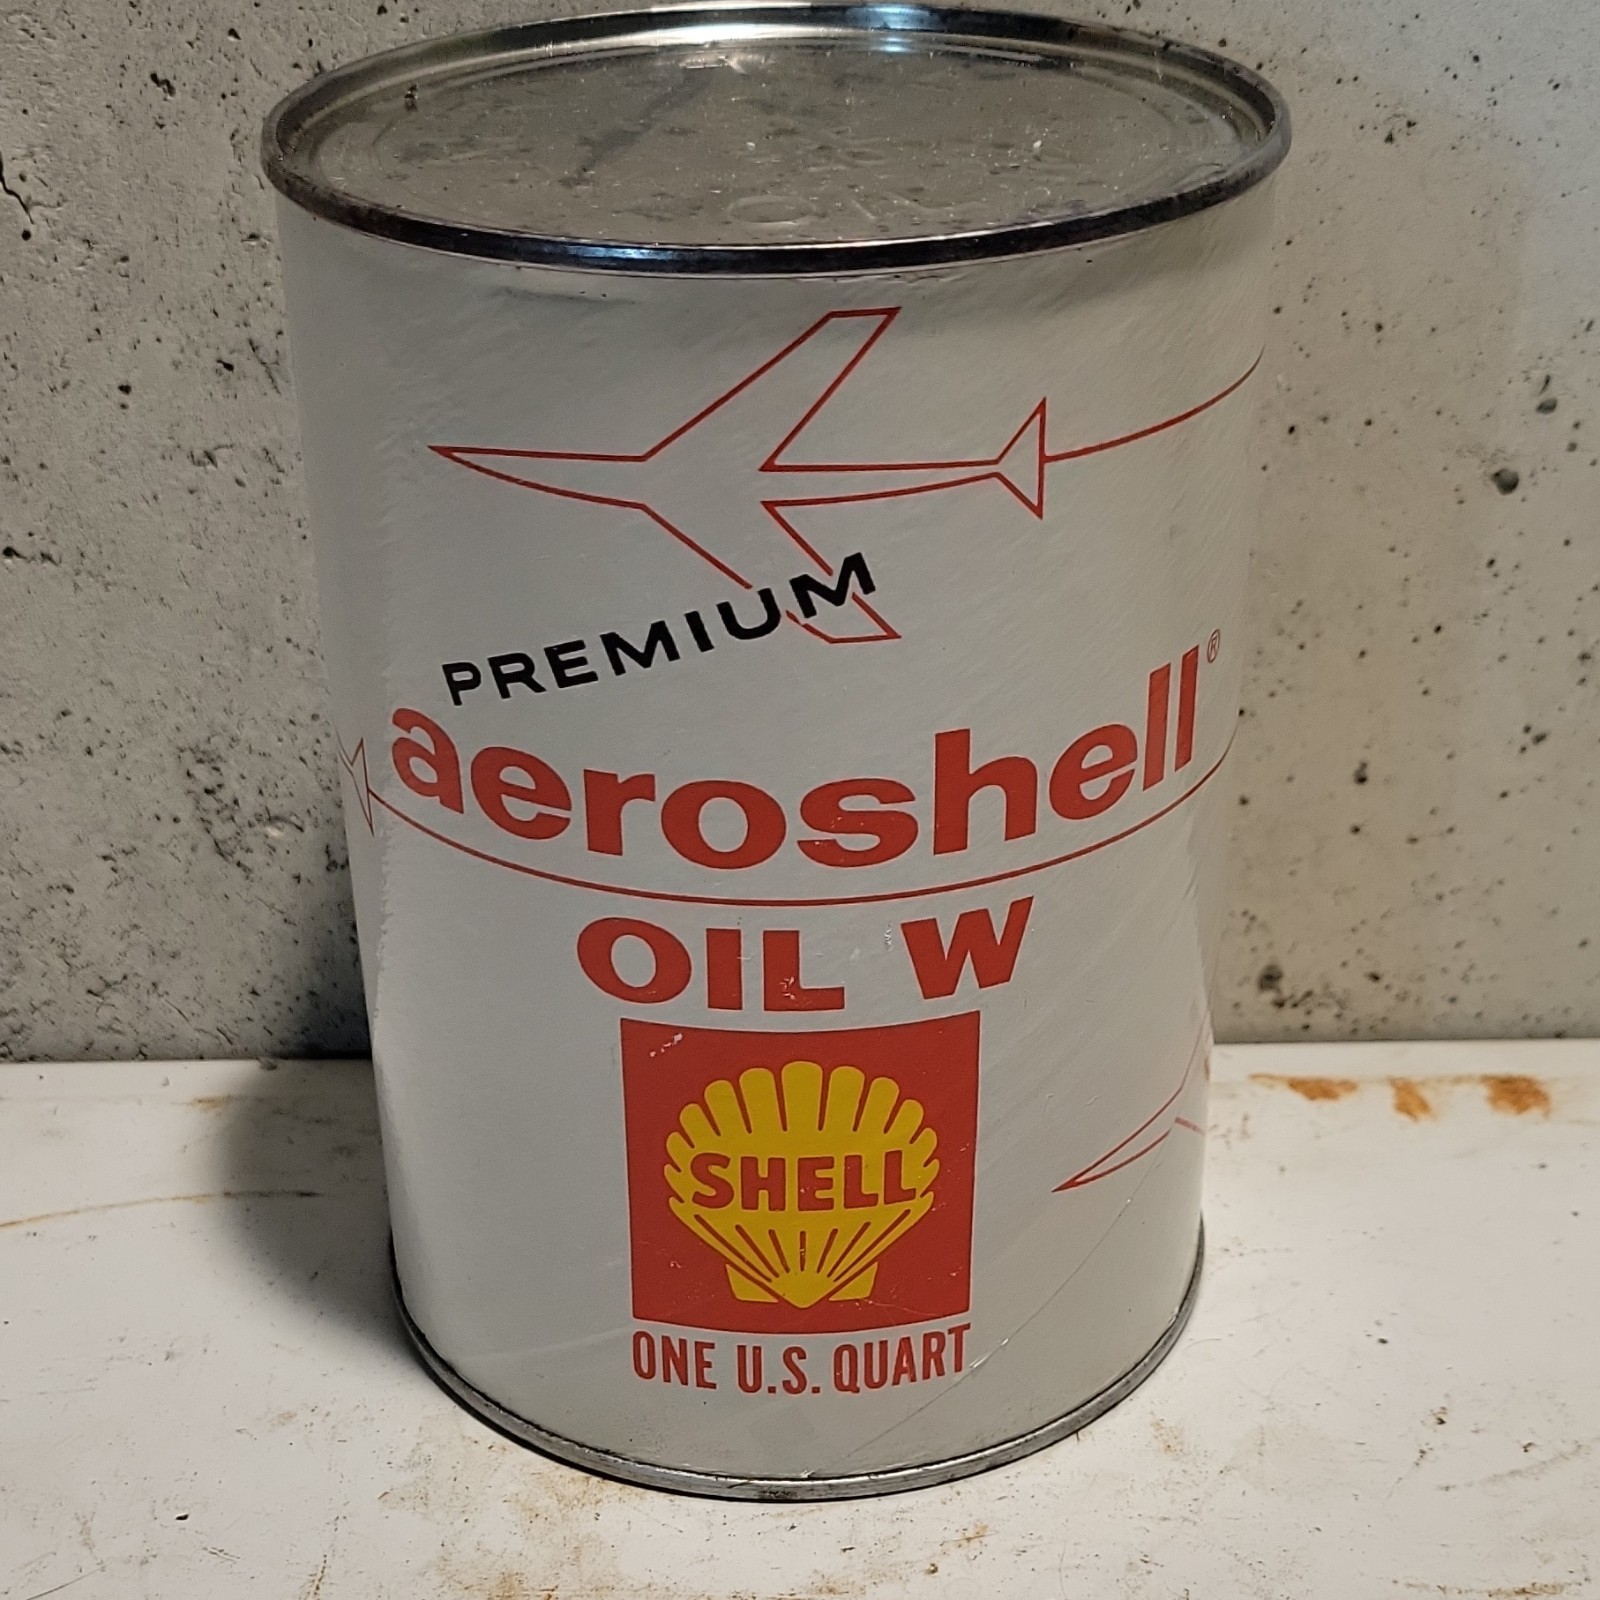 PREMIUM
aeroshell®
OIL W
SHELL
ONE U.S. QUART